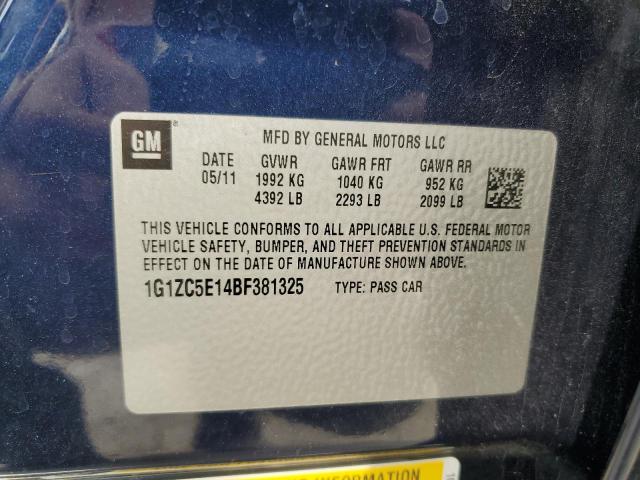 GM
MFD BY GENERAL MOTORS LLC
DATE GVWR GAWR FRT GAWR RR
05/11 1992 KG 1040 KG 952 KG
4392 LB 2293 LB 2099 LB
THIS VEHICLE CONFORMS TO ALL APPLICABLE U.S. FEDERAL MOTOR
VEHICLE SAFETY, BUMPER, AND THEFT PREVENTION STANDARDS IN
EFFECT ON THE DATE OF MANUFACTURE SHOWN ABOVE.
1G1ZC5E14BF381325 TYPE: PASS CAR
INFORMATION